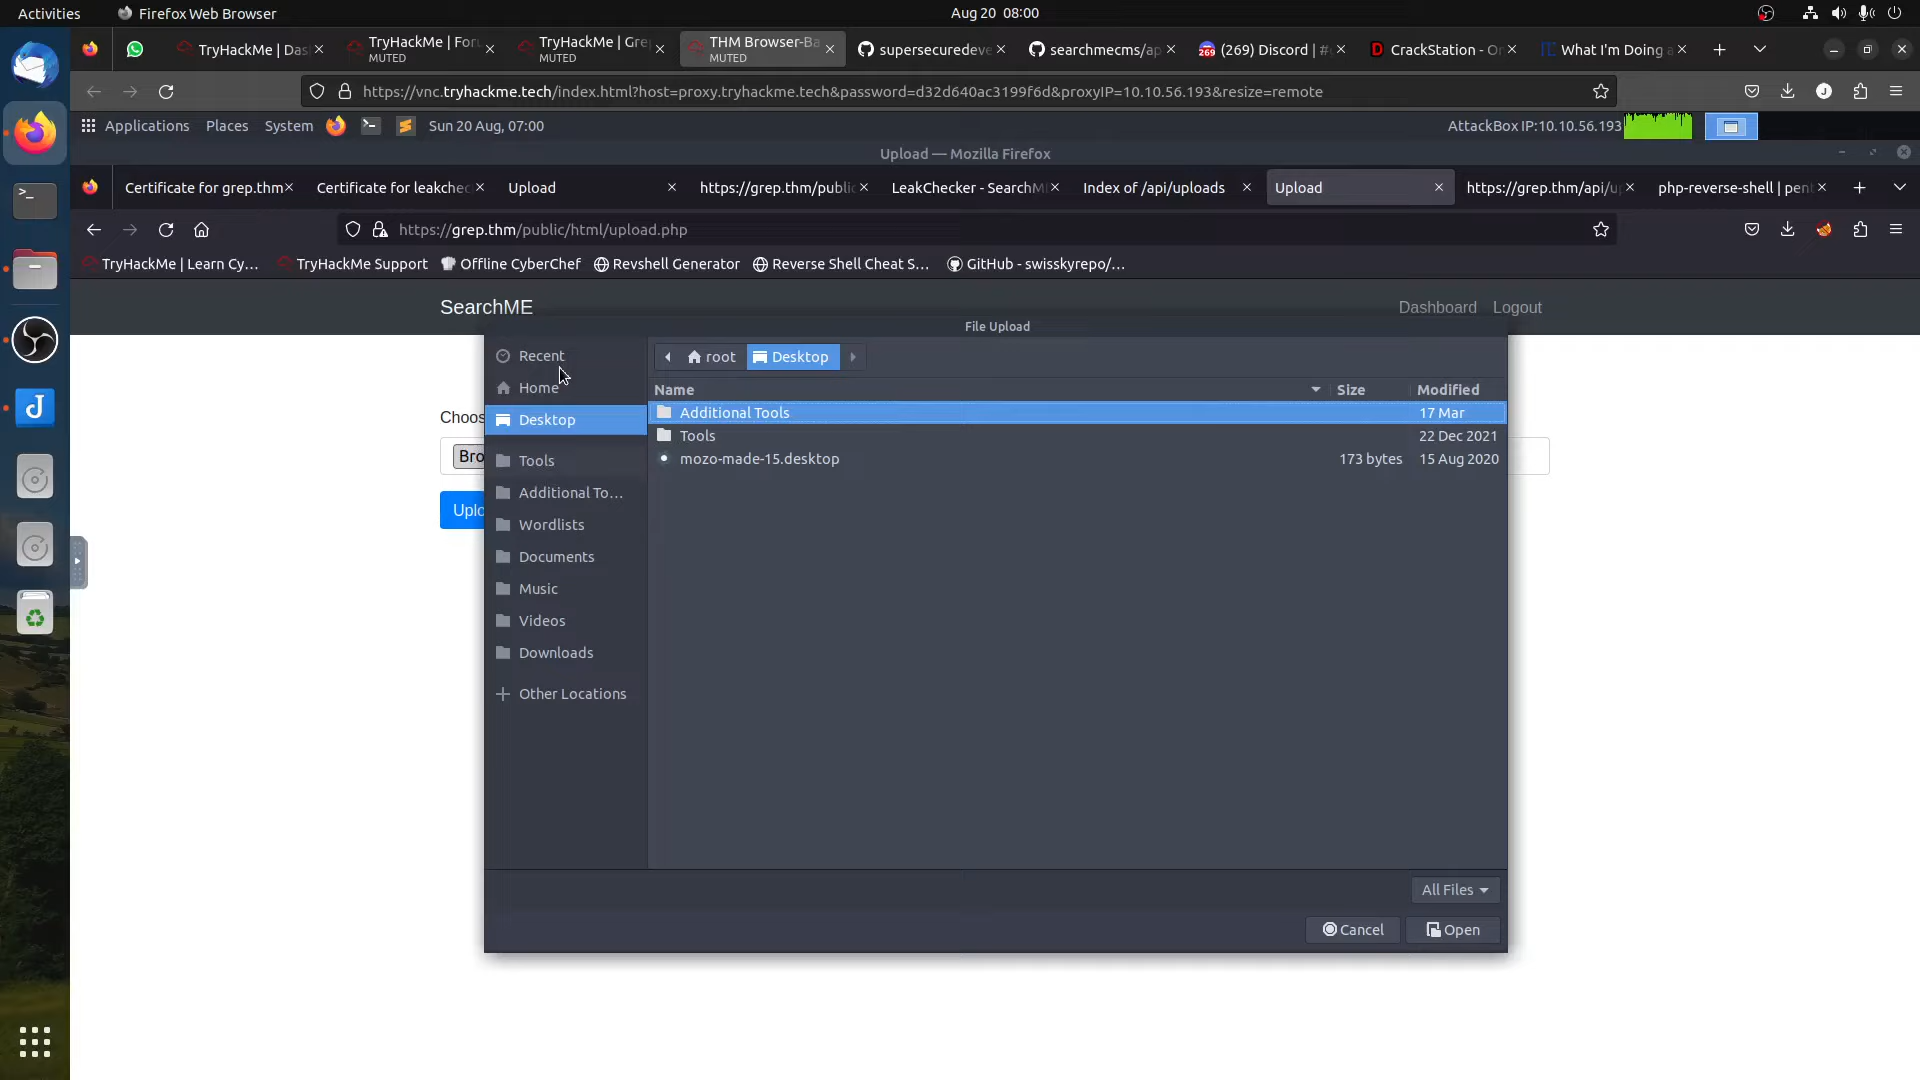 Activities
Firefox Web Browser
Aug 20 08:00
TryHackMe | Das
TryHackMe | For
MUTED
TryHackMe | Gre
MUTED
THM Browser-Ba
MUTED
supersecuredeve
searchmecms/ap
(269) Discord | #
CrackStation - O
What I'm Doing a
https://vnc.tryhackme.tech/index.html?host=proxy.tryhackme.tech&password=d32d640ac3199f6d&proxyIP=10.10.56.193&resize=remote
Applications
Places
System
Sun 20 Aug, 07:00
AttackBox IP:10.10.56.193
Upload — Mozilla Firefox
Certificate for grep.thm
Certificate for leakchec
Upload
https://grep.thm/public
LeakChecker - SearchM
Index of /api/uploads
Upload
https://grep.thm/api/up
php-reverse-shell | pent
https://grep.thm/public/html/upload.php
TryHackMe | Learn Cy...
TryHackMe Support
Offline CyberChef
Revshell Generator
Reverse Shell Cheat S...
GitHub - swisskyrepo/...
SearchME
Dashboard
Logout
File Upload
Choos
Bro
Uplo
Recent
Home
Desktop
Tools
Additional To...
Wordlists
Documents
Music
Videos
Downloads
Other Locations
root
Desktop
Name
Size
Modified
Additional Tools
17 Mar
Tools
22 Dec 2021
mozo-made-15.desktop
173 bytes
15 Aug 2020
All Files
Cancel
Open